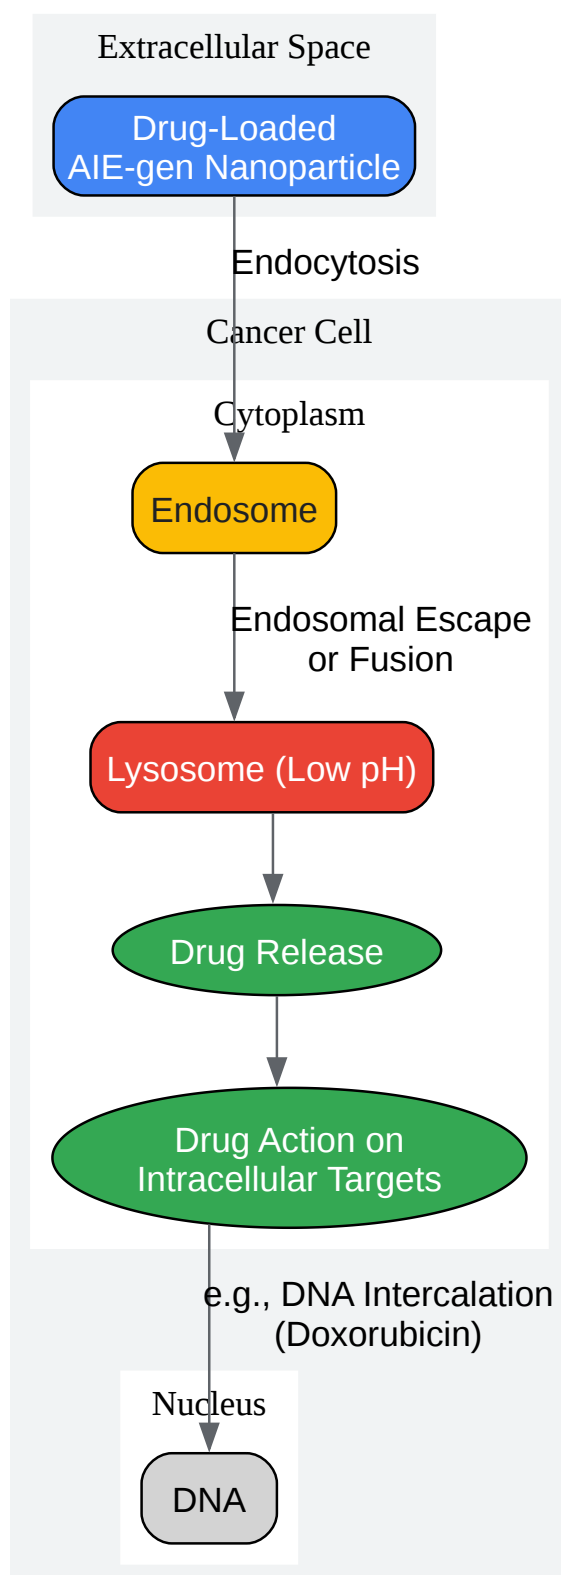 Extracellular Space
Drug-Loaded
AIE-gen Nanoparticle
Endocytosis
Cancer Cell
Cytoplasm
Endosome
Endosomal Escape
or Fusion
Lysosome (Low pH)
Drug Release
Drug Action on
Intracellular Targets
e.g., DNA Intercalation
(Doxorubicin)
Nucleus
DNA